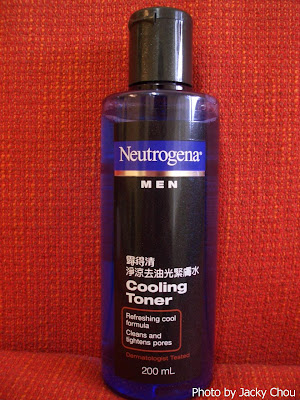 Neutrogena®
MEN
露得清
淨涼去油光緊膚水
Cooling
Toner
Refreshing cool
formula
Cleans and
tightens pores
Dermatologist Tested
200 mL
Photo by Jacky Chou